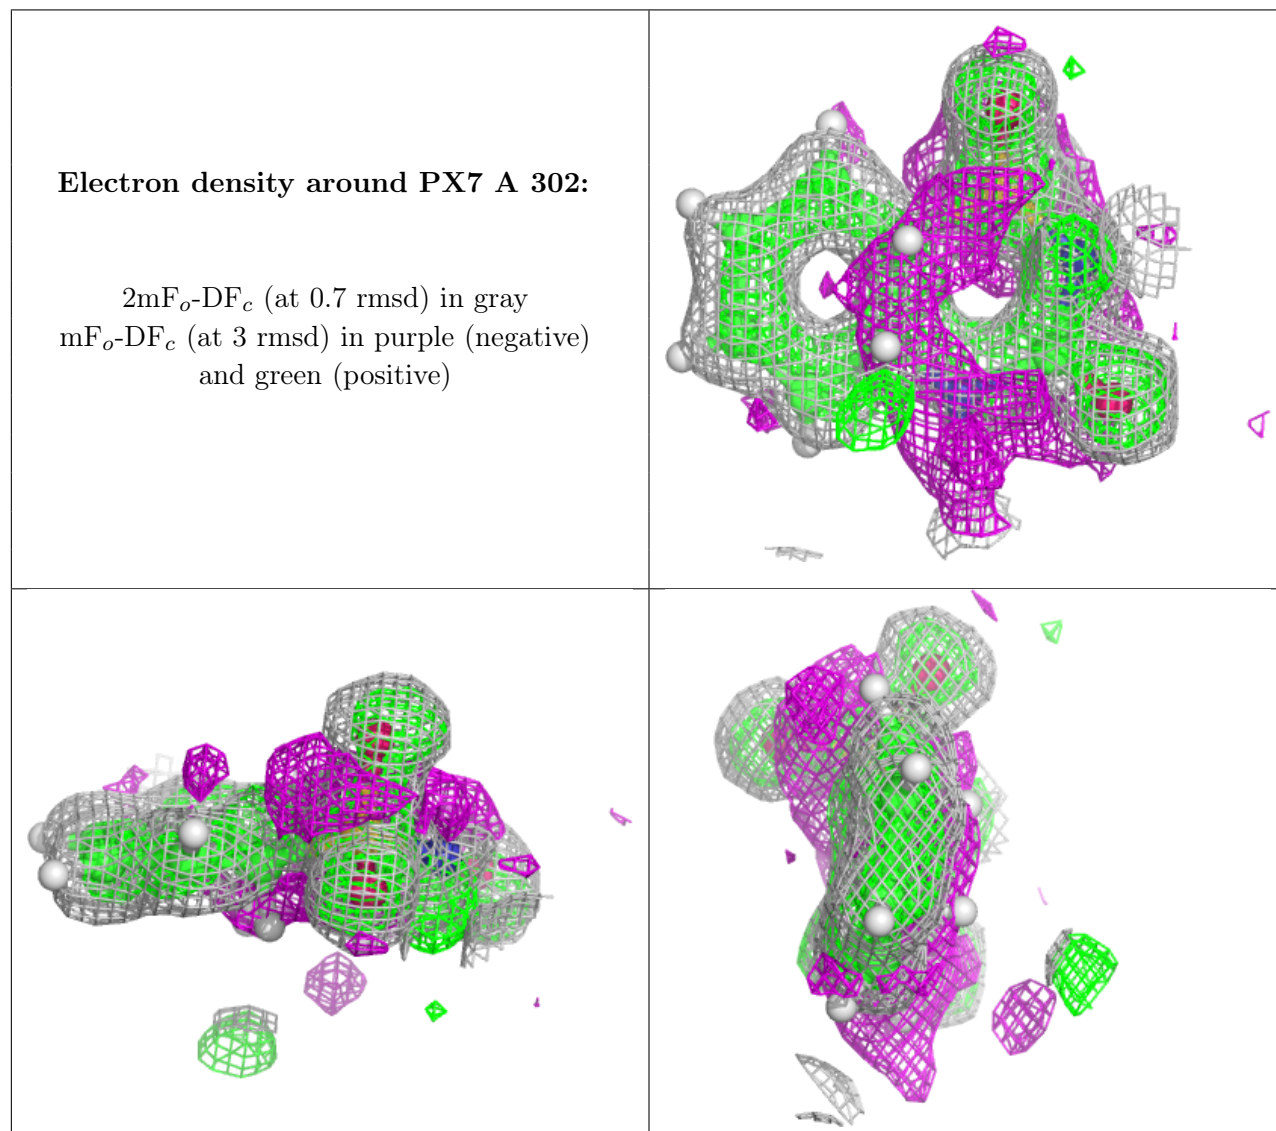 Electron density around PX7 A 302:
2mFo-DFc (at 0.7 rmsd) in gray
mFo-DFc (at 3 rmsd) in purple (negative)
and green (positive)